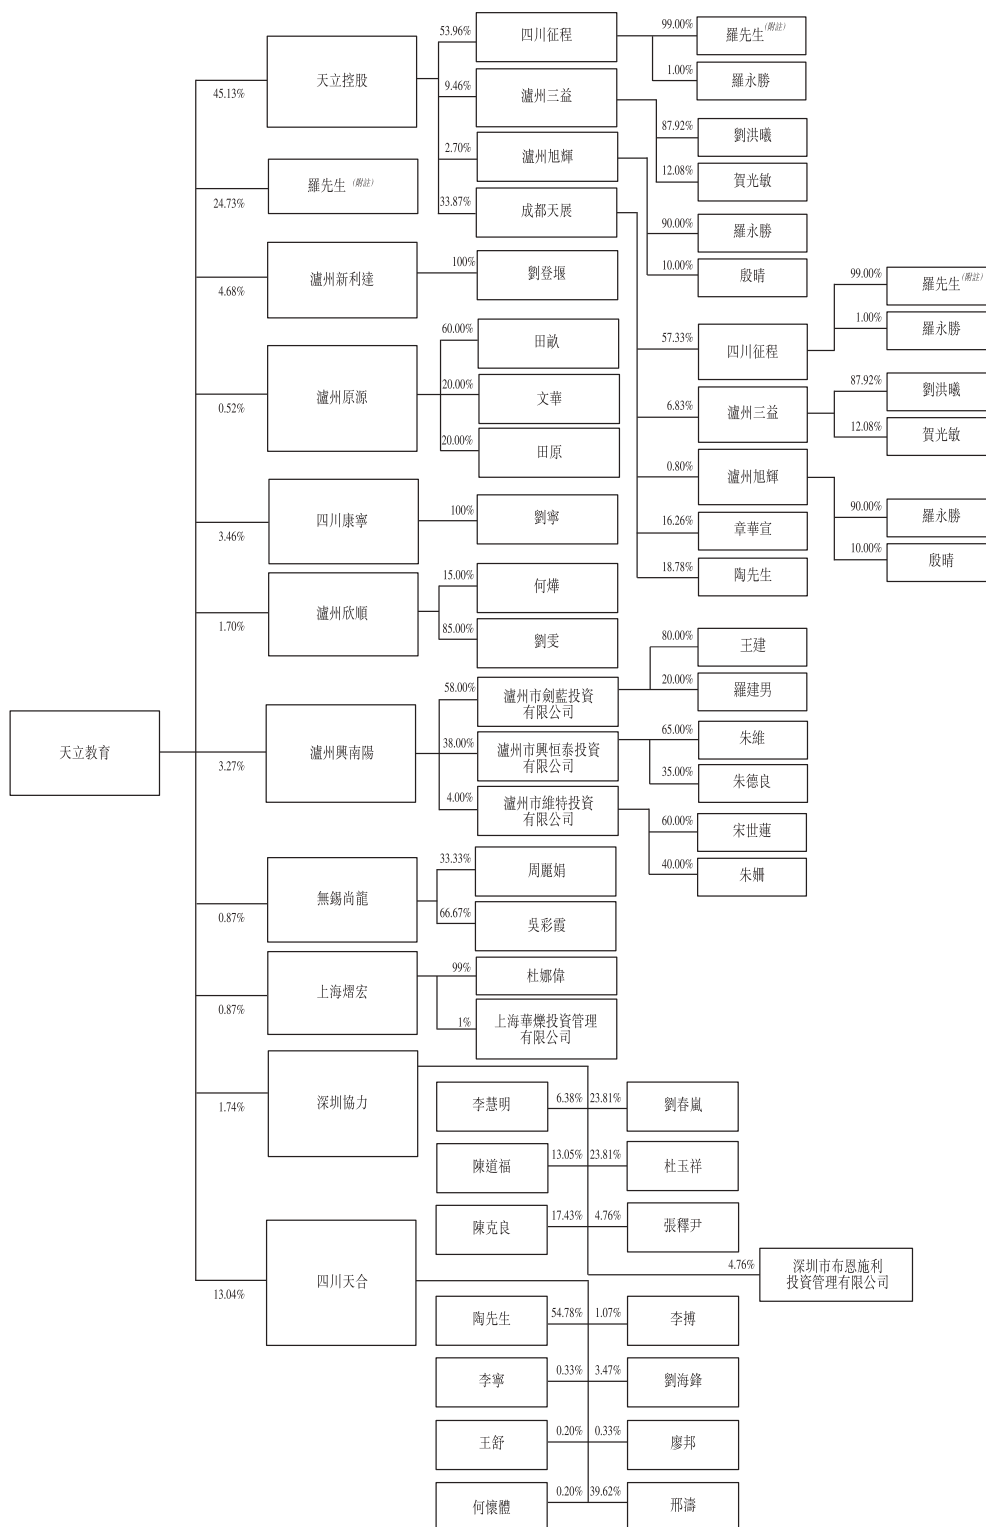 天立教育
45.13%
天立控股
53.96%
四川征程
99.00%
羅先生(附註)
1.00%
羅永勝
9.46%
瀘州三益
87.92%
劉洪曦
12.08%
賀光敏
2.70%
瀘州旭輝
90.00%
羅永勝
10.00%
殷晴
33.87%
成都天展
57.33%
四川征程
99.00%
羅先生(附註)
1.00%
羅永勝
6.83%
瀘州三益
87.92%
劉洪曦
12.08%
賀光敏
0.80%
瀘州旭輝
90.00%
羅永勝
10.00%
殷晴
16.26%
章華宣
18.78%
陶先生
24.73%
羅先生 (附註)
4.68%
瀘州新利達
100%
劉登堰
0.52%
瀘州原源
60.00%
田畝
20.00%
文華
20.00%
田原
3.46%
四川康寧
100%
劉寧
1.70%
瀘州欣順
15.00%
何燁
85.00%
劉雯
3.27%
瀘州興南陽
58.00%
瀘州市劍藍投資
有限公司
80.00%
王建
20.00%
羅建男
38.00%
瀘州市興恒泰投資
有限公司
65.00%
朱維
35.00%
朱德良
4.00%
瀘州市維特投資
有限公司
60.00%
宋世蓮
40.00%
朱姍
0.87%
無錫尚龍
33.33%
周麗娟
66.67%
吳彩霞
0.87%
上海熠宏
99%
杜娜偉
1%
上海華爍投資管理
有限公司
1.74%
深圳協力
李慧明
6.38%
23.81%
劉春嵐
陳道福
13.05%
23.81%
杜玉祥
陳克良
17.43%
4.76%
張釋尹
4.76%
深圳市布恩施利
投資管理有限公司
13.04%
四川天合
陶先生
54.78%
1.07%
李搏
李寧
0.33%
3.47%
劉海鋒
王舒
0.20%
0.33%
廖邦
何懷體
0.20%
39.62%
邢濤